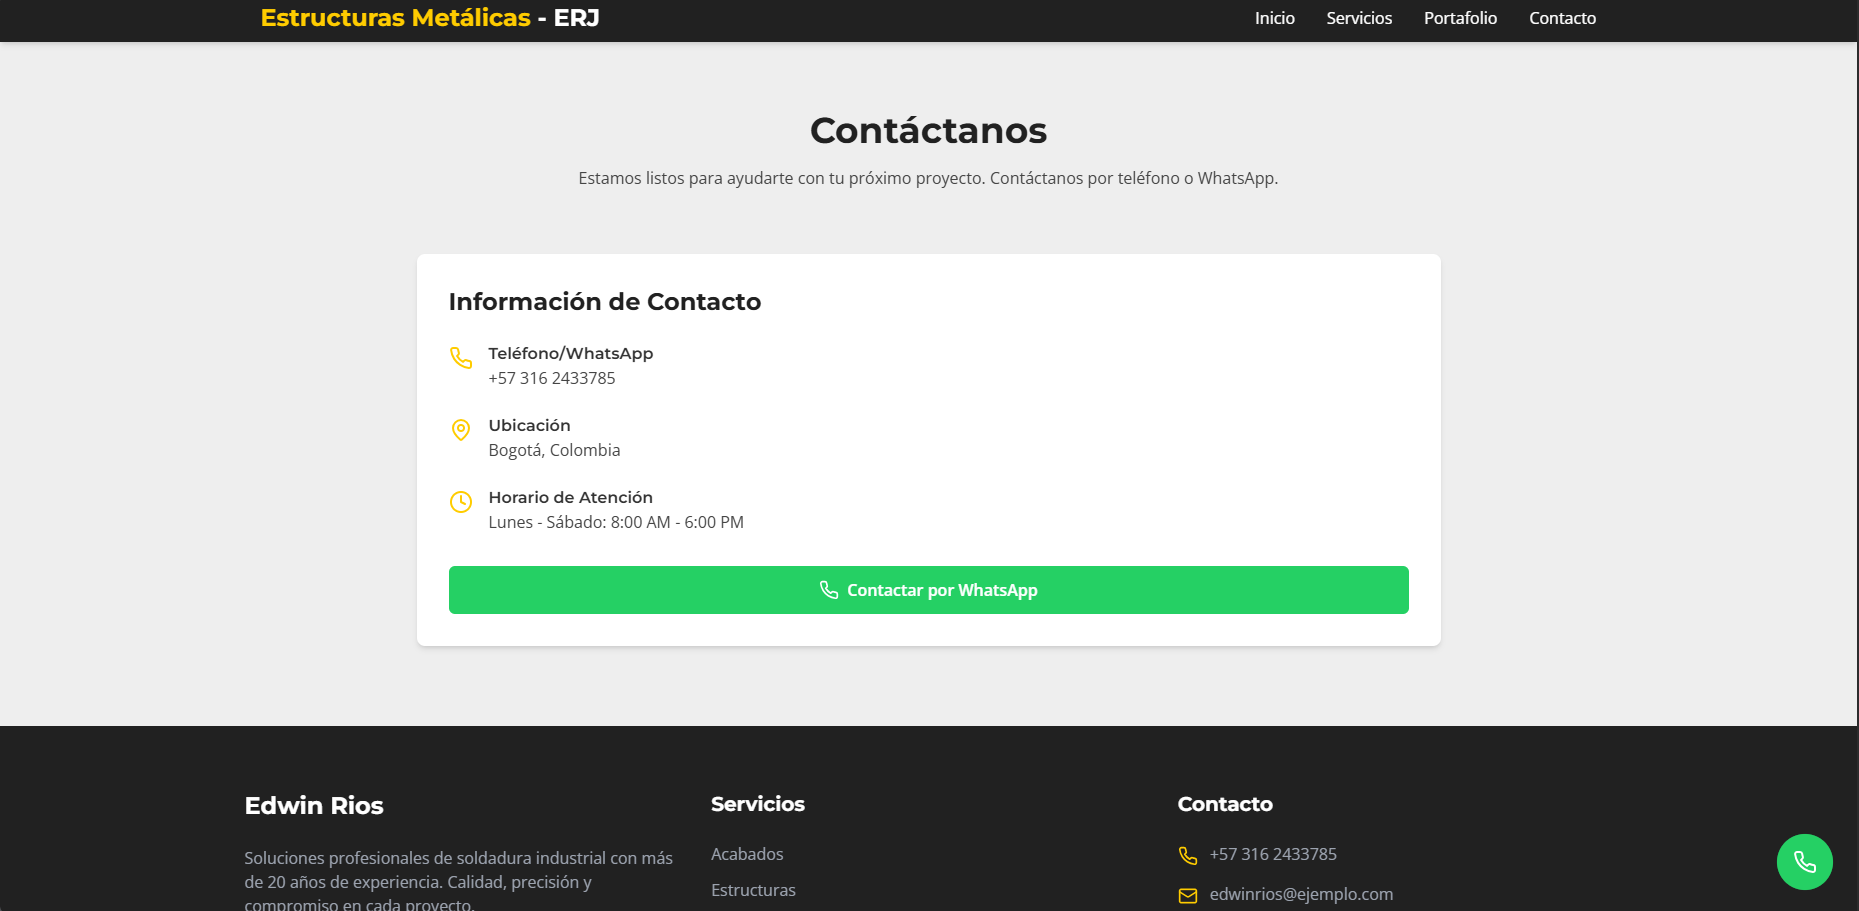 Estructuras Metálicas - ERJ
Inicio Servicios Portafolio Contacto
Contáctanos
Estamos listos para ayudarte con tu próximo proyecto. Contáctanos por teléfono o WhatsApp.
Información de Contacto
Teléfono/WhatsApp
+57 316 2433785
Ubicación
Bogotá, Colombia
Horario de Atención
Lunes - Sábado: 8:00 AM - 6:00 PM
Contactar por WhatsApp
Edwin Rios
Soluciones profesionales de soldadura industrial con más
de 20 años de experiencia. Calidad, precisión y
compromiso en cada proyecto.
Servicios
Acabados
Estructuras
Contacto
+57 316 2433785
edwinrios@ejemplo.com